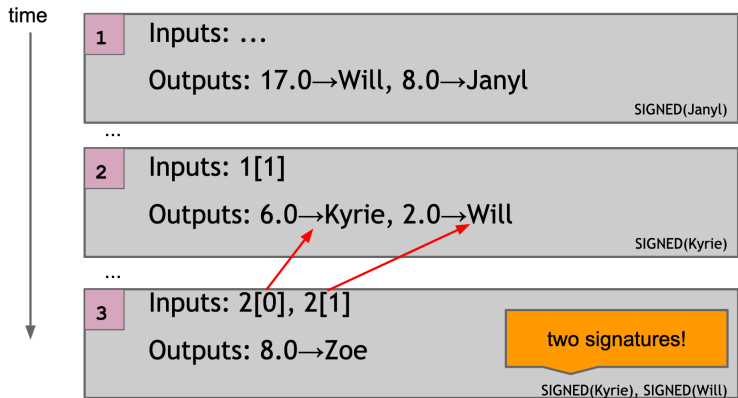 time
1
Inputs: ...
Outputs: 17.0→Will, 8.0→Janyl
SIGNED(Janyl)
...
2
Inputs: 1[1]
Outputs: 6.0→Kyrie, 2.0→Will
SIGNED(Kyrie)
...
3
Inputs: 2[0], 2[1]
Outputs: 8.0→Zoe
two signatures!
SIGNED(Kyrie), SIGNED(Will)